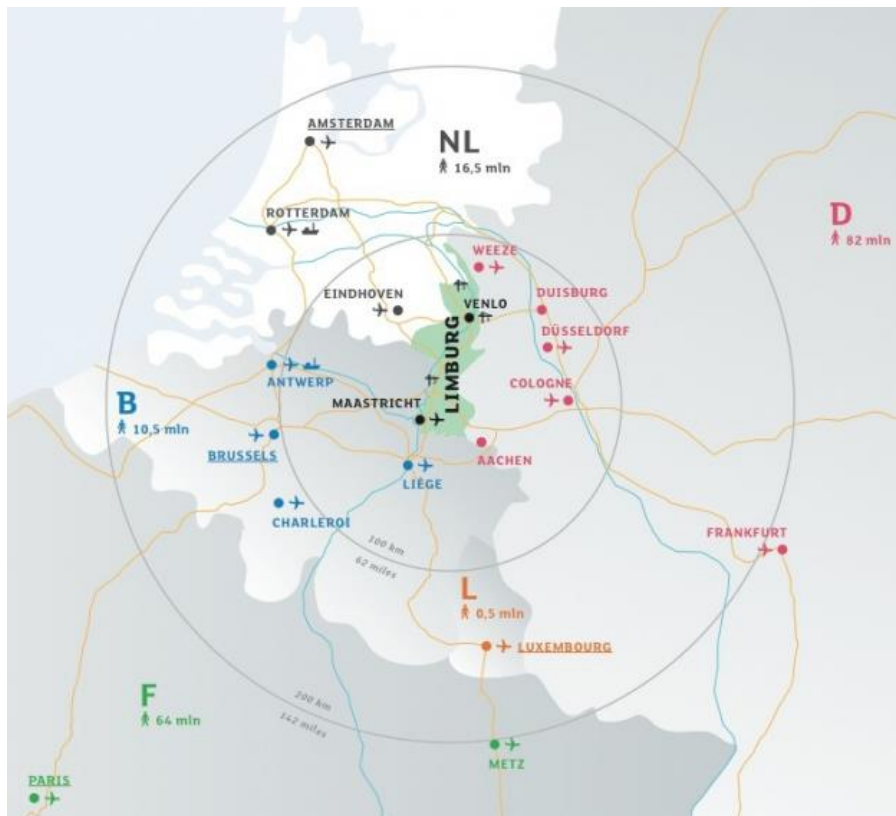 AMSTERDAM
NL
16,5 mln
ROTTERDAM
D
82 mln
WEEZE
EINDHOVEN
VENLO
DUISBURG
DÜSSELDORF
LIMBURG
ANTWERP
COLOGNE
B
10,5 mln
MAASTRICHT
BRUSSELS
AACHEN
LIÈGE
CHARLEROI
FRANKFURT
100 km
62 miles
L
0,5 mln
LUXEMBOURG
F
64 mln
200 km
142 miles
METZ
PARIS